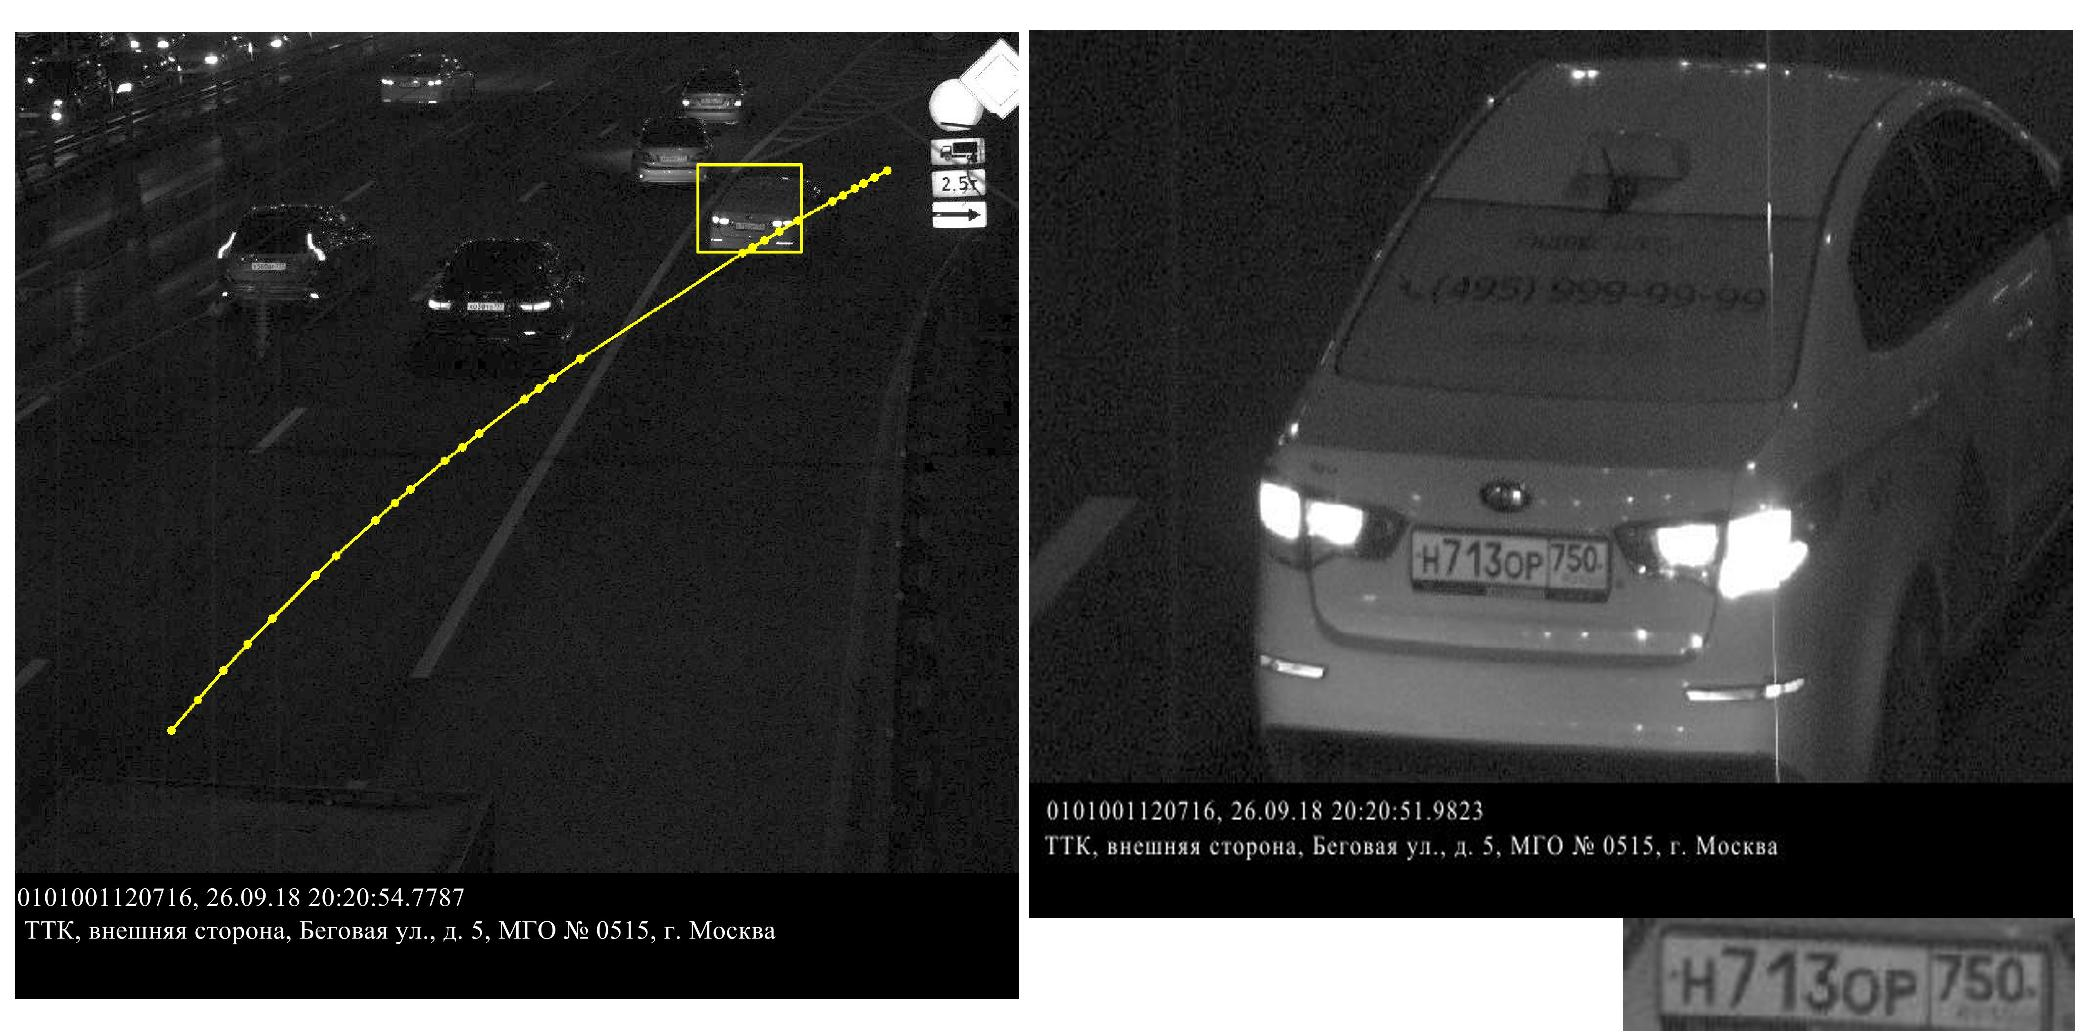 2.5т
0101001120716, 26.09.18 20:20:54.7787
ТТК, внешняя сторона, Беговая ул., д. 5, МГО № 0515, г. Москва
(495) 999-99-99
Н713ОР 750
0101001120716, 26.09.18 20:20:51.9823
ТТК, внешняя сторона, Беговая ул., д. 5, МГО № 0515, г. Москва
Н713ОР 750